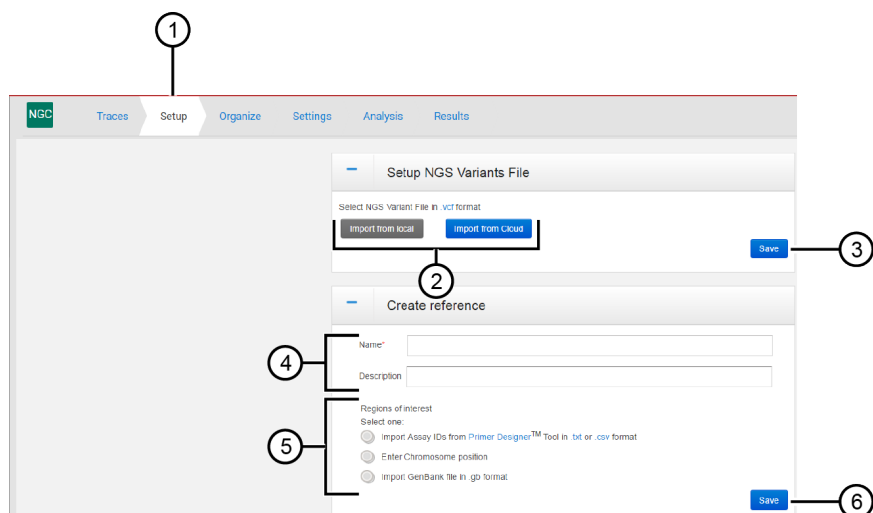 1
NGC Traces Setup Organize Settings Analysis Results
Setup NGS Variants File
Select NGS Variant File in .vcf format
Import from local Import from Cloud
Save 3
2
Create reference
Name*
4
Description
Regions of interest
Select one:
5
Import Assay IDs from Primer Designer™ Tool in .txt or .csv format
Enter Chromosome position
Import GenBank file in .gb format
Save 6